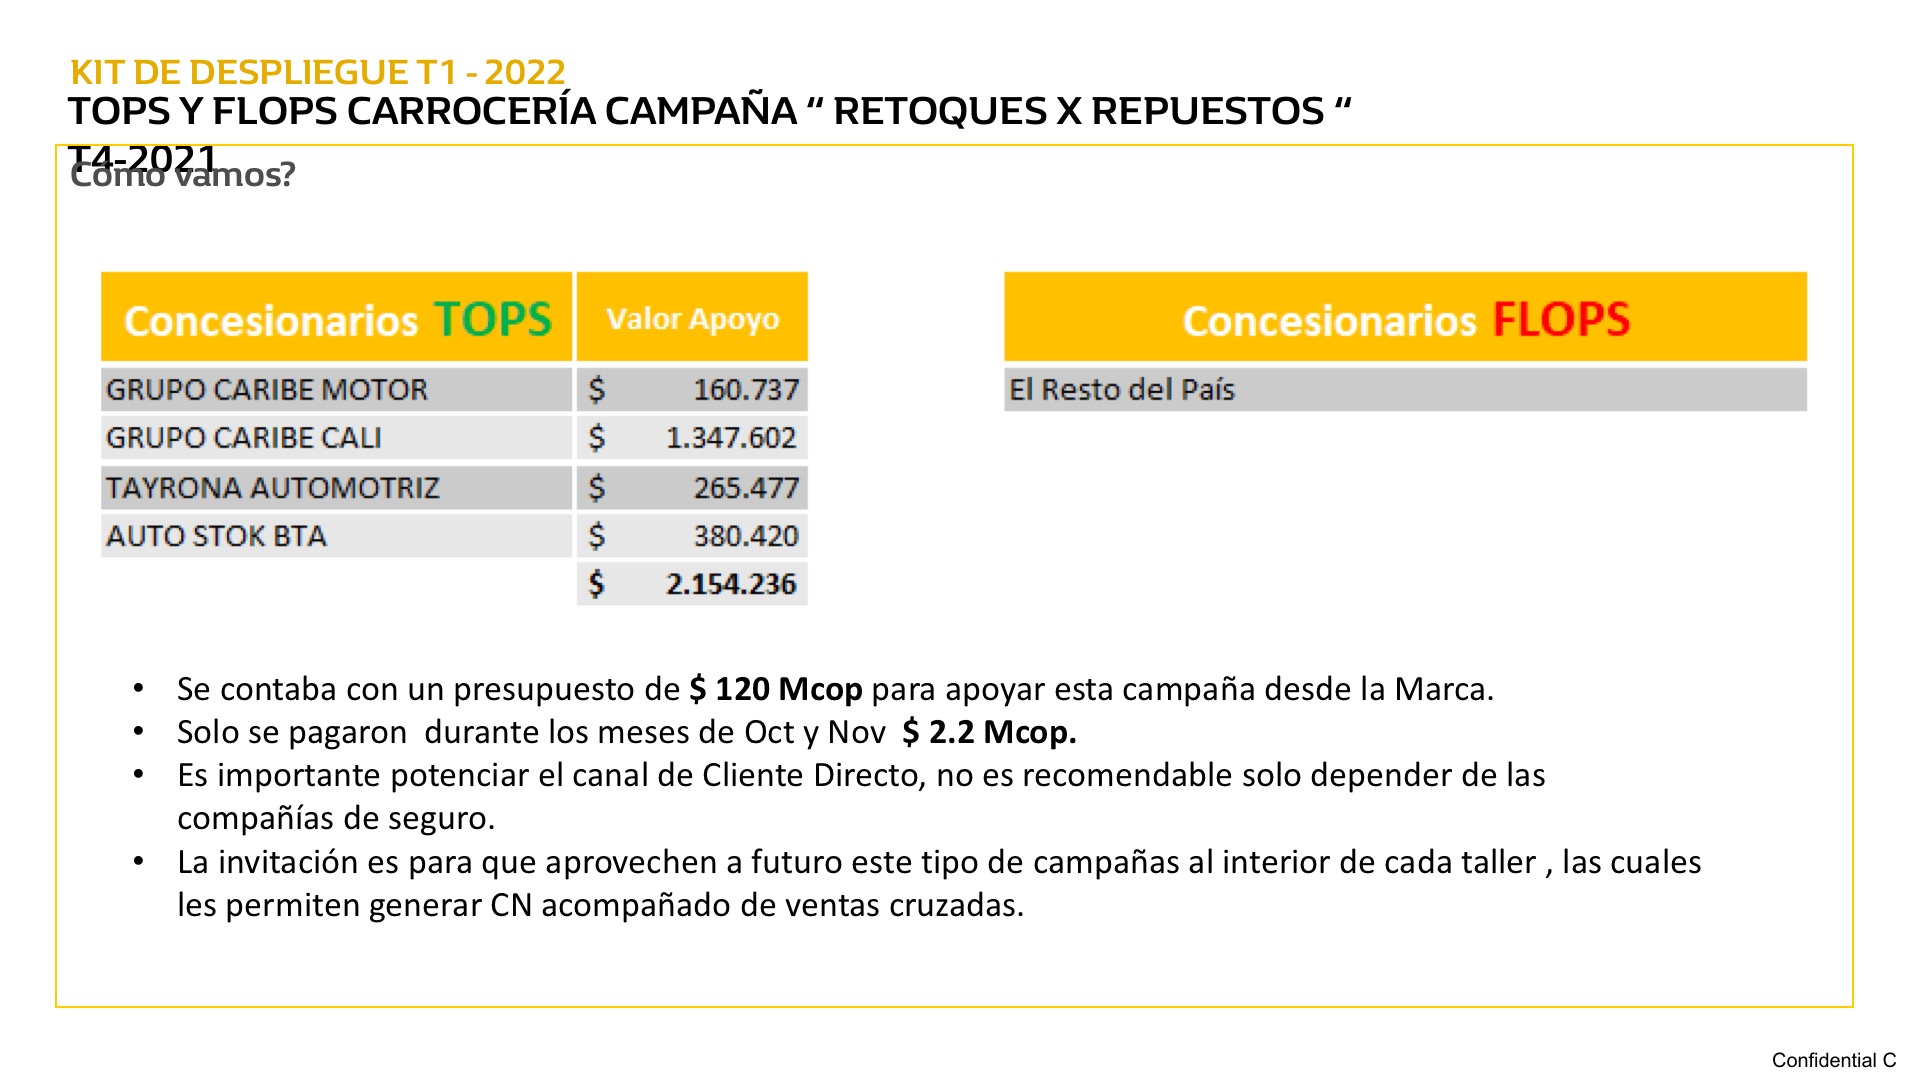 KIT DE DESPLIEGUE T1 - 2022
TOPS Y FLOPS CARROCERÍA CAMPAÑA “ RETOQUES X REPUESTOS “
T4-2021
Cómo vamos?
Concesionarios TOPS Valor Apoyo
GRUPO CARIBE MOTOR $ 160.737
GRUPO CARIBE CALI $ 1.347.602
TAYRONA AUTOMOTRIZ $ 265.477
AUTO STOK BTA $ 380.420
$ 2.154.236
Concesionarios FLOPS
El Resto del País
• Se contaba con un presupuesto de $ 120 Mcop para apoyar esta campaña desde la Marca.
• Solo se pagaron durante los meses de Oct y Nov $ 2.2 Mcop.
• Es importante potenciar el canal de Cliente Directo, no es recomendable solo depender de las
compañías de seguro.
• La invitación es para que aprovechen a futuro este tipo de campañas al interior de cada taller , las cuales
les permiten generar CN acompañado de ventas cruzadas.
Confidential C